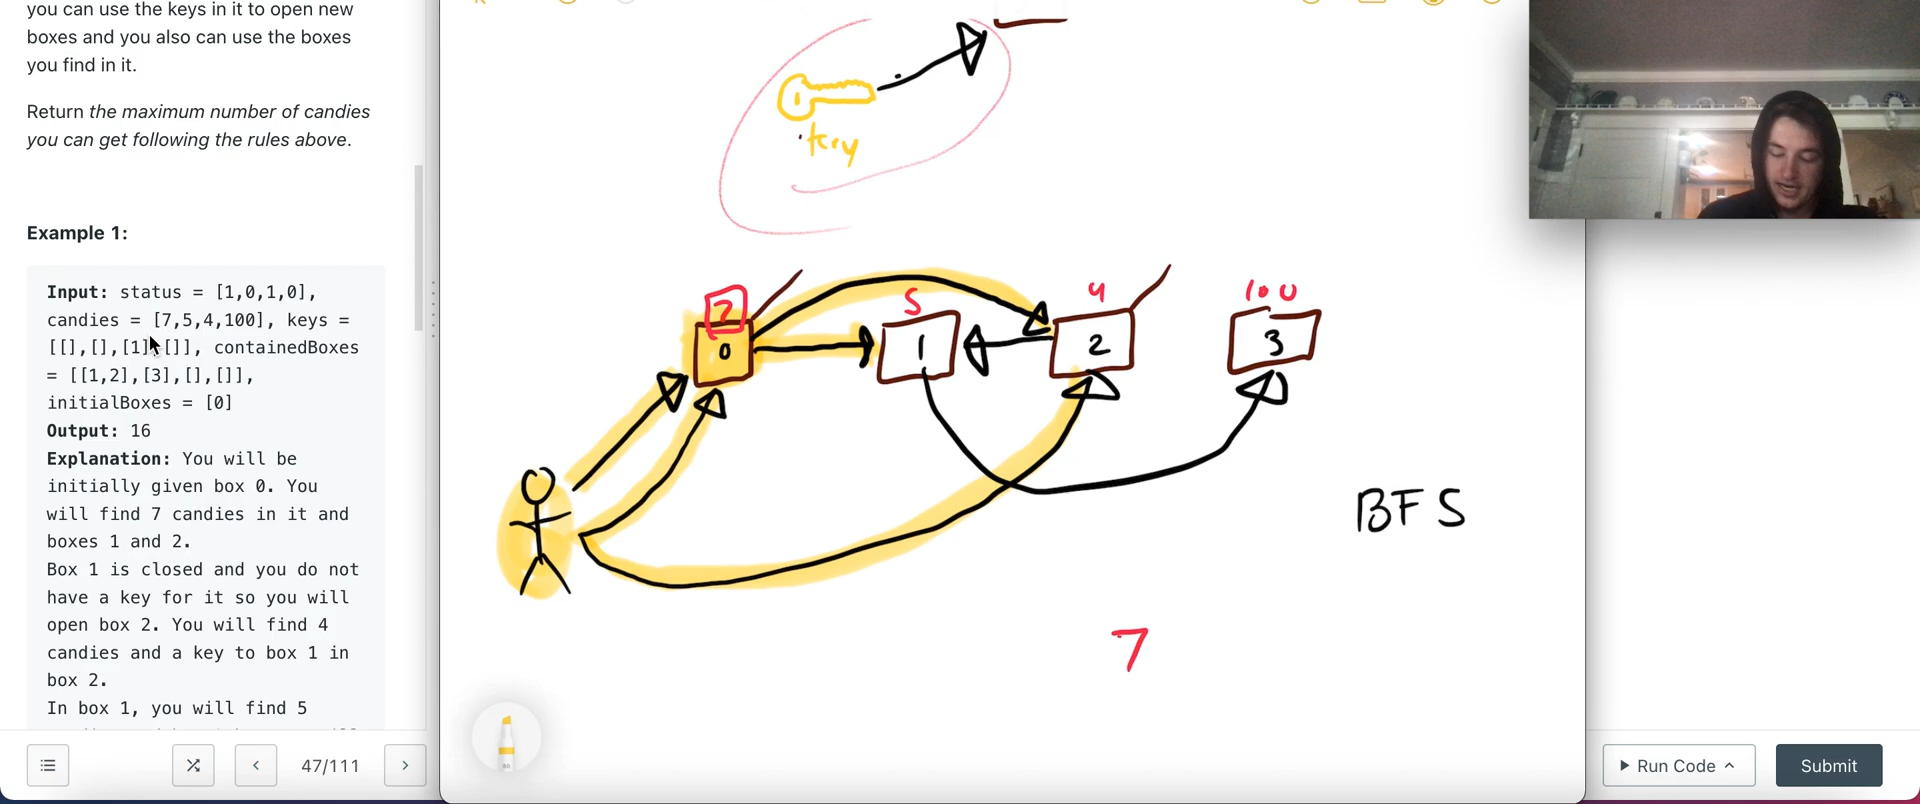 you can use the keys in it to open new
boxes and you also can use the boxes
you find in it.
Return the maximum number of candies
you can get following the rules above.
Example 1:
Input: status = [1,0,1,0],
candies = [7,5,4,100], keys =
[[],[],[1],[]], containedBoxes
= [[1,2],[3],[],[]],
initialBoxes = [0]
Output: 16
Explanation: You will be
initially given box 0. You
will find 7 candies in it and
boxes 1 and 2.
Box 1 is closed and you do not
have a key for it so you will
open box 2. You will find 4
candies and a key to box 1 in
box 2.
In box 1, you will find 5
47/111
key
7 5 4 100
0 1 2 3
BFS
7
Run Code
Submit